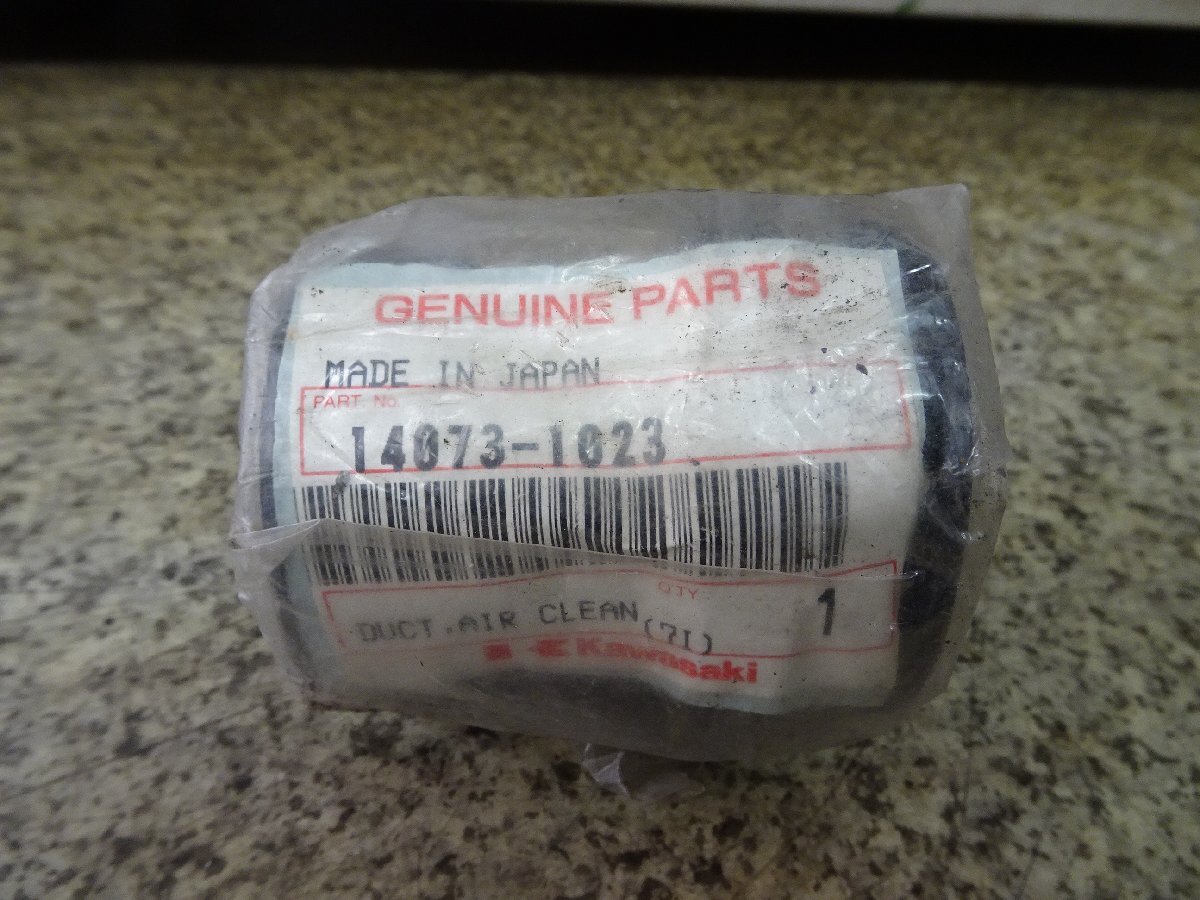 GENUINE PARTS
MADE IN JAPAN
PART No.
14073-1023
QTY.
1
DUCT,AIR CLEAN(7I)
Kawasaki